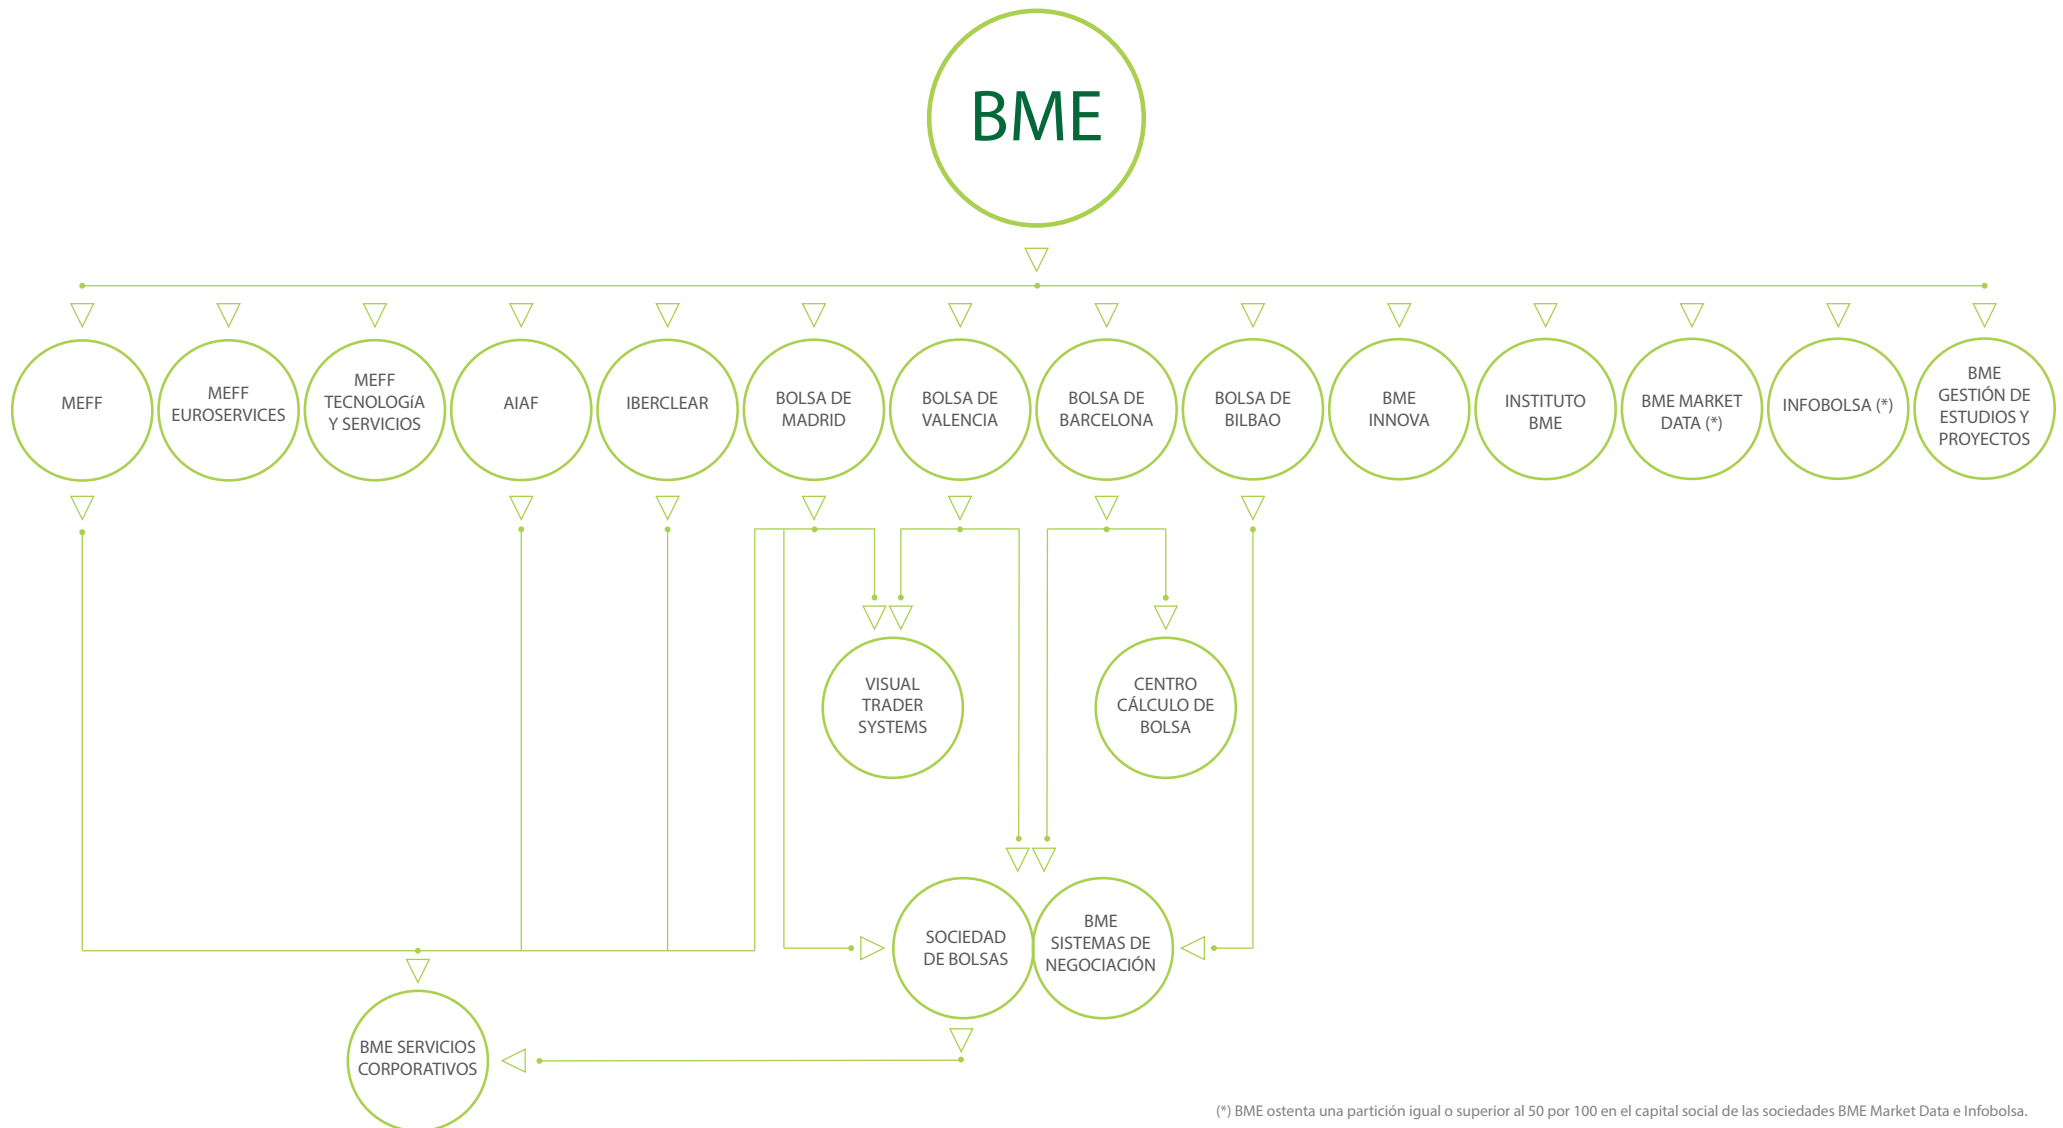 BME
MEFF
MEFF
EUROSERVICES
MEFF
TECNOLOGíA
Y SERVICIOS
AIAF
IBERCLEAR
BOLSA DE
MADRID
BOLSA DE
VALENCIA
BOLSA DE
BARCELONA
BOLSA DE
BILBAO
BME
INNOVA
INSTITUTO
BME
BME MARKET
DATA (*)
INFOBOLSA (*)
BME
GESTIÓN DE
ESTUDIOS Y
PROYECTOS
VISUAL
TRADER
SYSTEMS
CENTRO
CÁLCULO DE
BOLSA
SOCIEDAD
DE BOLSAS
BME
SISTEMAS DE
NEGOCIACIÓN
BME SERVICIOS
CORPORATIVOS
(*) BME ostenta una partición igual o superior al 50 por 100 en el capital social de las sociedades BME Market Data e Infobolsa.